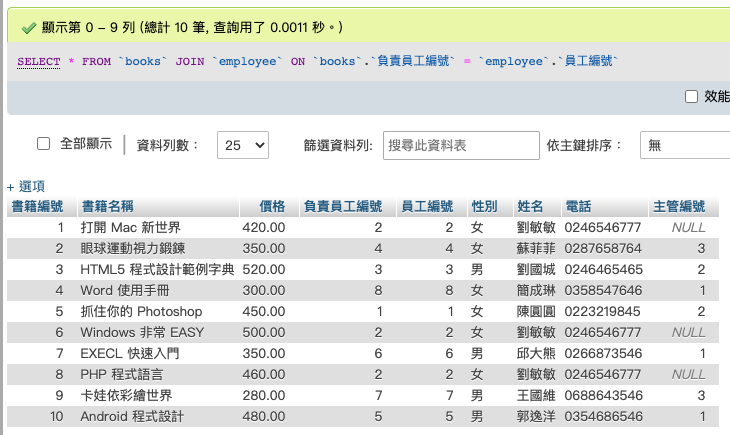 顯示第 0 - 9 列 (總計 10 筆, 查詢用了 0.0011 秒。)
SELECT * FROM `books` JOIN `employee` ON `books`.`負責員工編號` = `employee`.`員工編號`
效能
全部顯示 | 資料列數： 25 篩選資料列: 搜尋此資料表 依主鍵排序： 無
+ 選項
書籍編號 書籍名稱 價格 負責員工編號 員工編號 性別 姓名 電話 主管編號
1 打開 Mac 新世界 420.00 2 2 女 劉敏敏 0246546777 NULL
2 眼球運動視力鍛鍊 350.00 4 4 女 蘇菲菲 0287658764 3
3 HTML5 程式設計範例字典 520.00 3 3 男 劉國城 0246465465 2
4 Word 使用手冊 300.00 8 8 女 簡成琳 0358547646 1
5 抓住你的 Photoshop 450.00 1 1 女 陳圓圓 0223219845 2
6 Windows 非常 EASY 500.00 2 2 女 劉敏敏 0246546777 NULL
7 EXECL 快速入門 350.00 6 6 男 邱大熊 0266873546 1
8 PHP 程式語言 460.00 2 2 女 劉敏敏 0246546777 NULL
9 卡娃依彩繪世界 280.00 7 7 男 王國維 0688643546 3
10 Android 程式設計 480.00 5 5 男 郭逸洋 0354686546 1